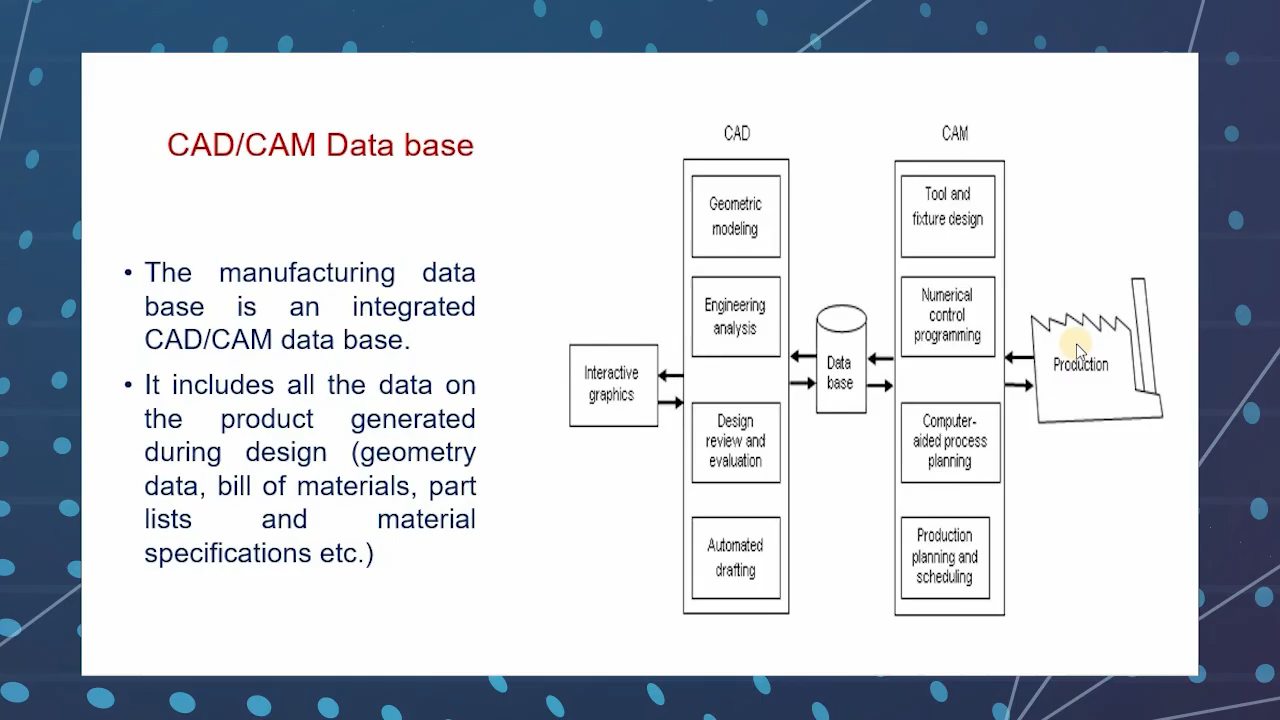 CAD/CAM Data base
• The manufacturing data
base is an integrated
CAD/CAM data base.
• It includes all the data on
the product generated
during design (geometry
data, bill of materials, part
lists and material
specifications etc.)
Interactive
graphics
CAD
Geometric
modeling
Engineering
analysis
Design
review and
evaluation
Automated
drafting
Data
base
CAM
Tool and
fixture design
Numerical
control
programming
Computer-
aided process
planning
Production
planning and
scheduling
Production